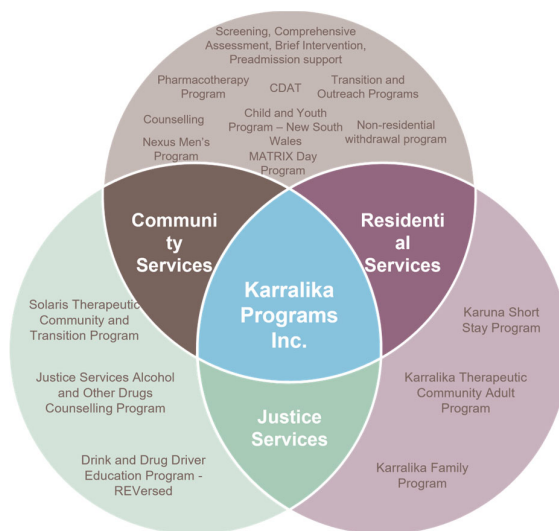 Screening, Comprehensive
Assessment, Brief Intervention,
Preadmission support
Pharmacotherapy
Program
CDAT
Transition and
Outreach Programs
Counselling
Child and Youth
Program – New South
Wales
Non-residential
withdrawal program
Nexus Men's
Program
MATRIX Day
Program
Communi
ty
Services
Residenti
al Services
Karralika
Programs
Inc.
Solaris Therapeutic
Community and
Transition Program
Karuna Short
Stay Program
Justice Services Alcohol
and Other Drugs
Counselling Program
Karralika Therapeutic
Community Adult
Program
Justice
Services
Drink and Drug Driver
Education Program -
REVersed
Karralika Family
Program